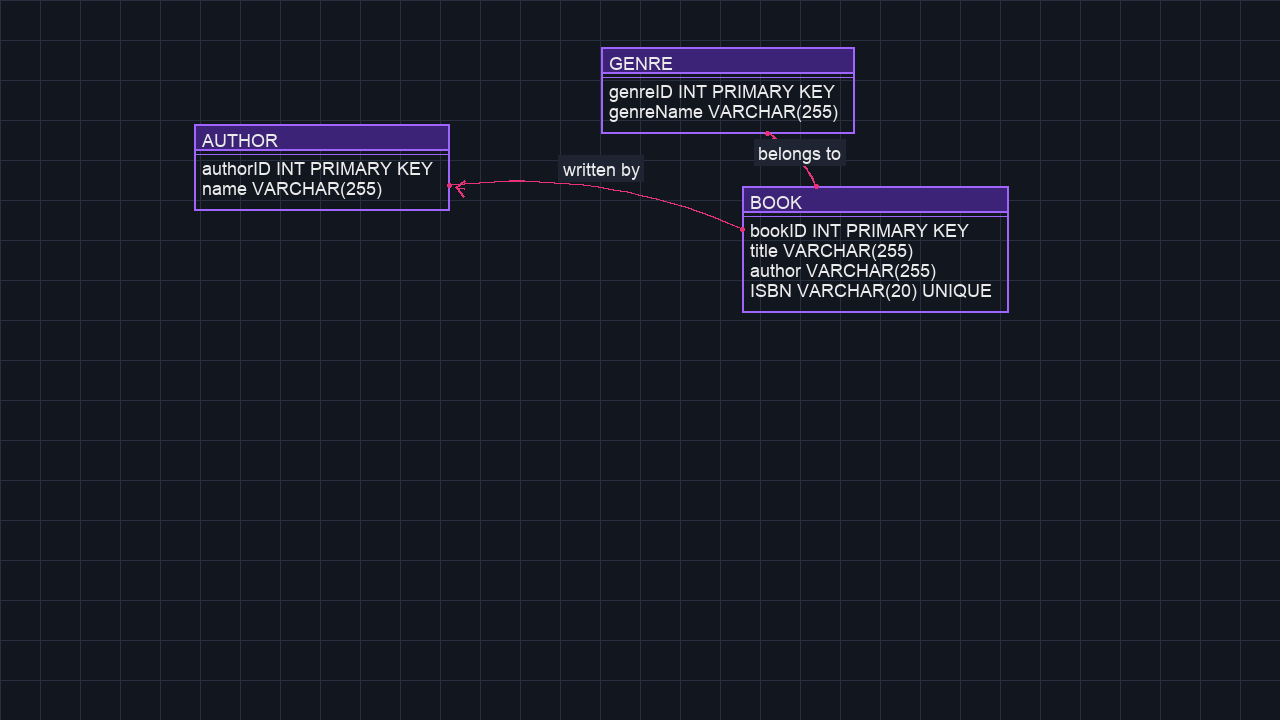 GENRE
genreID INT PRIMARY KEY
genreName VARCHAR(255)
AUTHOR
authorID INT PRIMARY KEY
name VARCHAR(255)
belongs to
written by
BOOK
bookID INT PRIMARY KEY
title VARCHAR(255)
author VARCHAR(255)
ISBN VARCHAR(20) UNIQUE